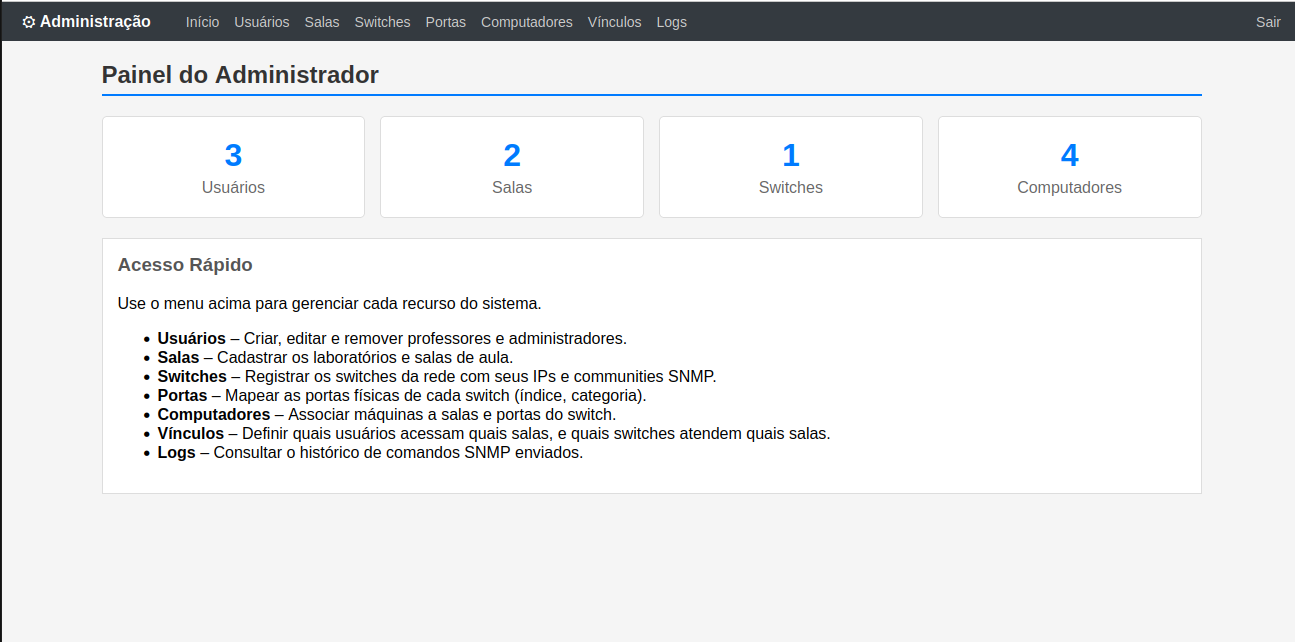 ⚙ Administração Início Usuários Salas Switches Portas Computadores Vínculos Logs Sair
Painel do Administrador
3 2 1 4
Usuários Salas Switches Computadores
Acesso Rápido
Use o menu acima para gerenciar cada recurso do sistema.
• Usuários – Criar, editar e remover professores e administradores.
• Salas – Cadastrar os laboratórios e salas de aula.
• Switches – Registrar os switches da rede com seus IPs e communities SNMP.
• Portas – Mapear as portas físicas de cada switch (índice, categoria).
• Computadores – Associar máquinas a salas e portas do switch.
• Vínculos – Definir quais usuários acessam quais salas, e quais switches atendem quais salas.
• Logs – Consultar o histórico de comandos SNMP enviados.